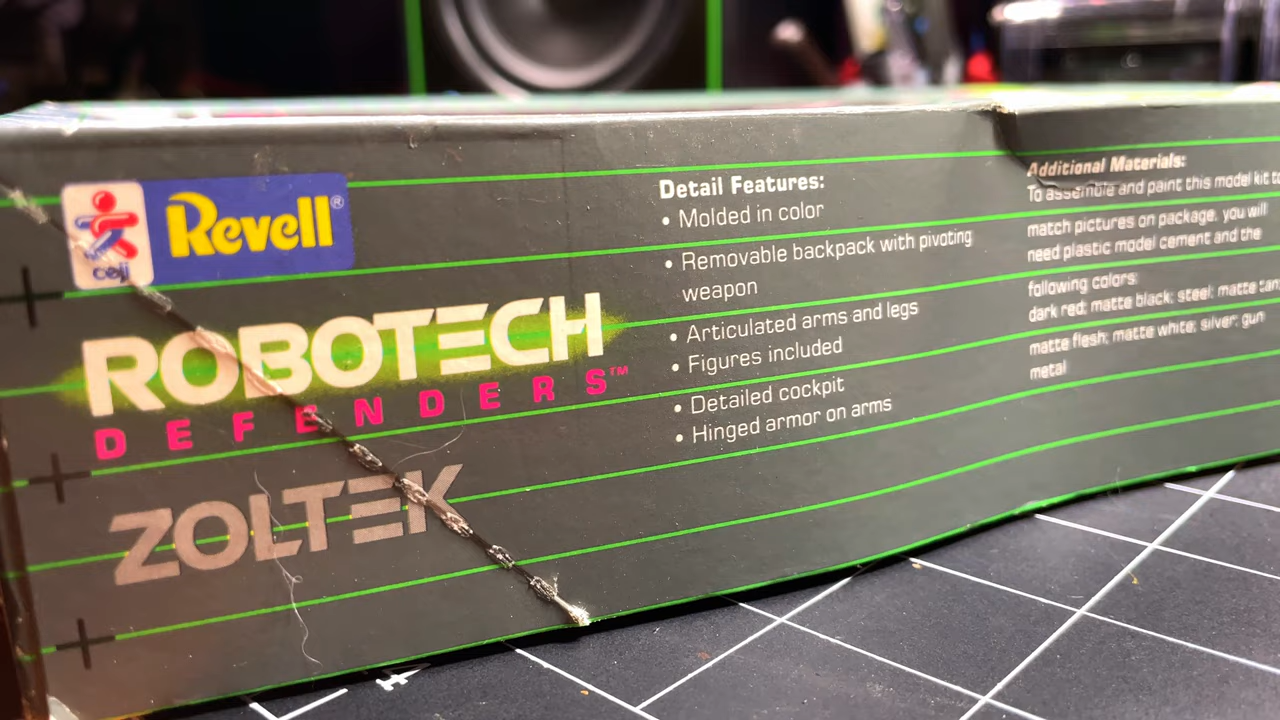 ceji
Revell®
ROBOTECH
DEFENDERS™
ZOLTEK
Detail Features:
• Molded in color
• Removable backpack with pivoting
weapon
• Articulated arms and legs
• Figures included
• Detailed cockpit
• Hinged armor on arms
Additional Materials:
To assemble and paint this model kit to
match pictures on package, you will
need plastic model cement and the
following colors:
dark red; matte black; steel; matte tan;
matte flesh; matte white; silver; gun
metal